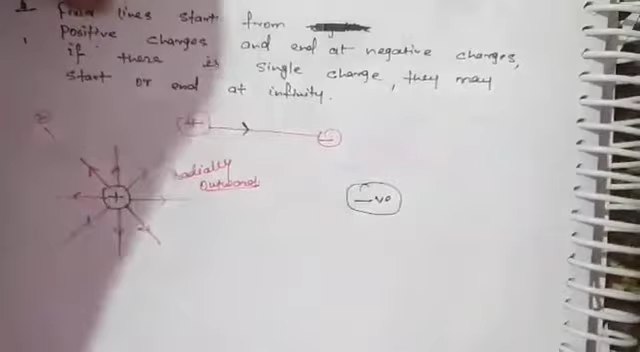 Field lines start from
Positive charges and end at negative charges,
if there is single charge, they may
start or end at infinity.
+ −
radially
outward
+
−ve